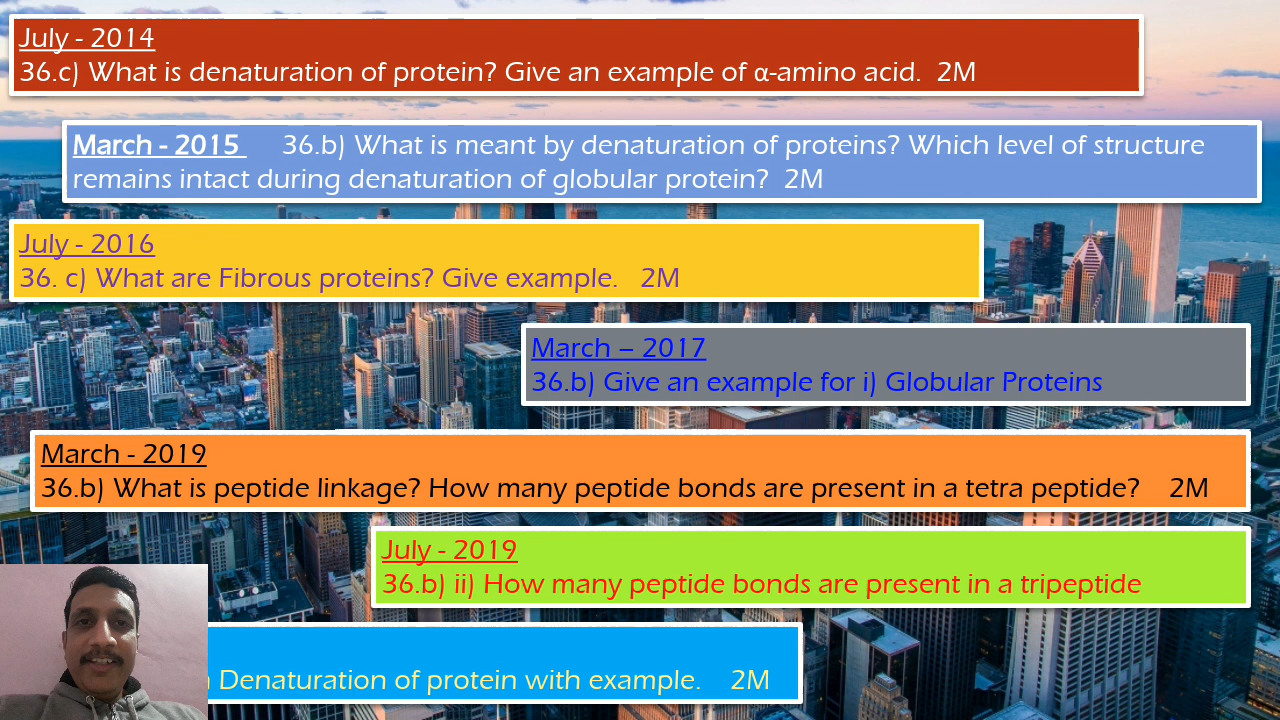 July - 2014
36.c) What is denaturation of protein? Give an example of α-amino acid. 2M
March - 2015 36.b) What is meant by denaturation of proteins? Which level of structure
remains intact during denaturation of globular protein? 2M
July - 2016
36. c) What are Fibrous proteins? Give example. 2M
March – 2017
36.b) Give an example for i) Globular Proteins
March - 2019
36.b) What is peptide linkage? How many peptide bonds are present in a tetra peptide? 2M
July - 2019
36.b) ii) How many peptide bonds are present in a tripeptide
Denaturation of protein with example. 2M